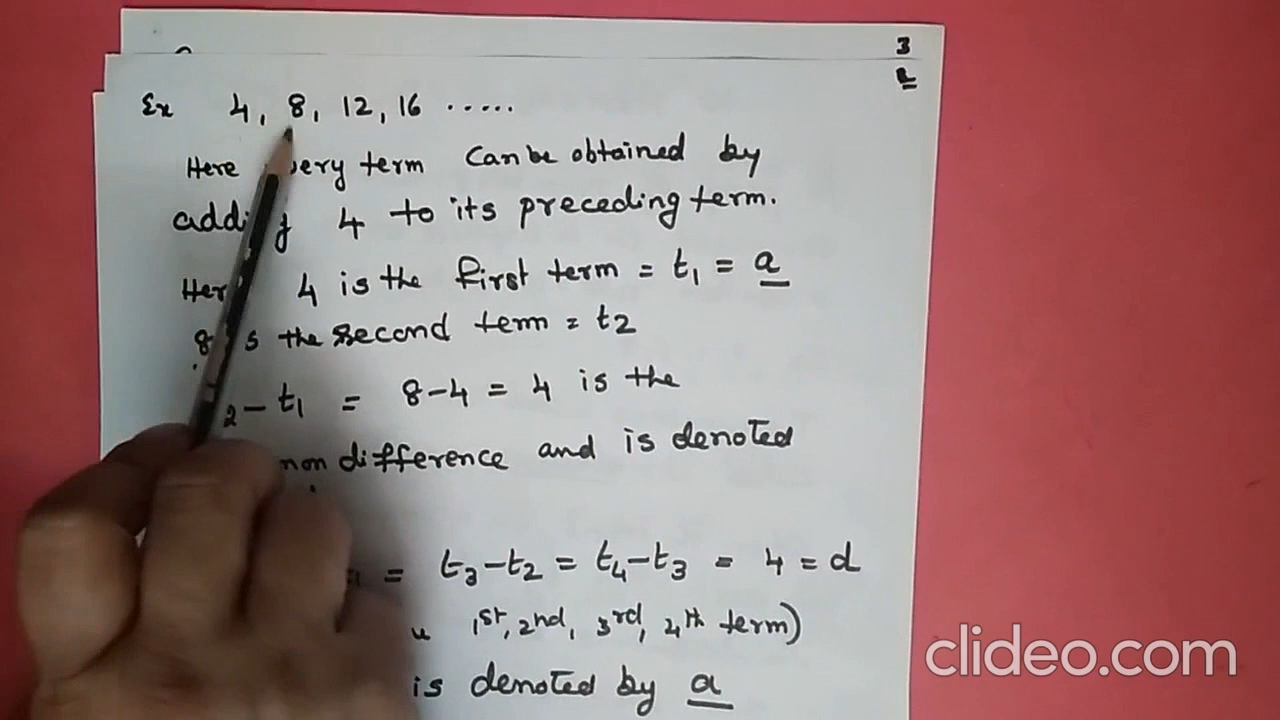 3
Ex 4, 8, 12, 16 .....
Here every term Can be obtained by
adding 4 to its preceding term.
Here 4 is the first term = t1 = a
8 is the second term = t2
2 - t1 = 8-4 = 4 is the
non difference and is denoted
= t3-t2 = t4-t3 = 4 = d
1st, 2nd, 3rd, 4th term)
is denoted by a
clideo.com